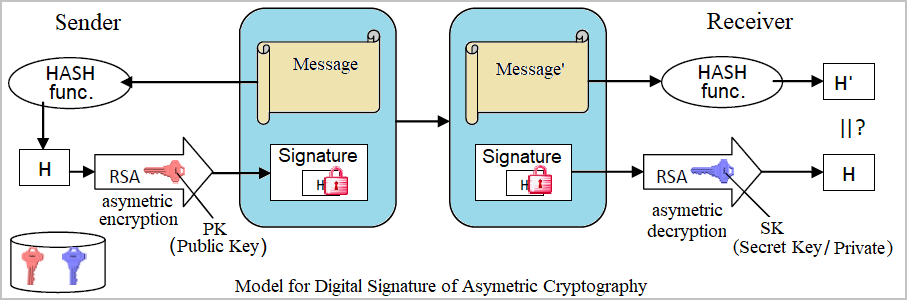 Sender
Receiver
HASH
func.
Message
Message'
HASH
func.
H'
||?
H
RSA
Signature
H
Signature
H
RSA
H
asymetric
encryption
PK
(Public Key)
asymetric
decryption
SK
(Secret Key/Private)
Model for Digital Signature of Asymetric Cryptography